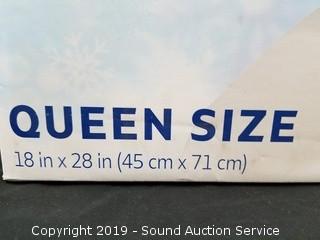 QUEEN SIZE
18 in x 28 in (45 cm x 71 cm)
Copyright 2019 - Sound Auction Service